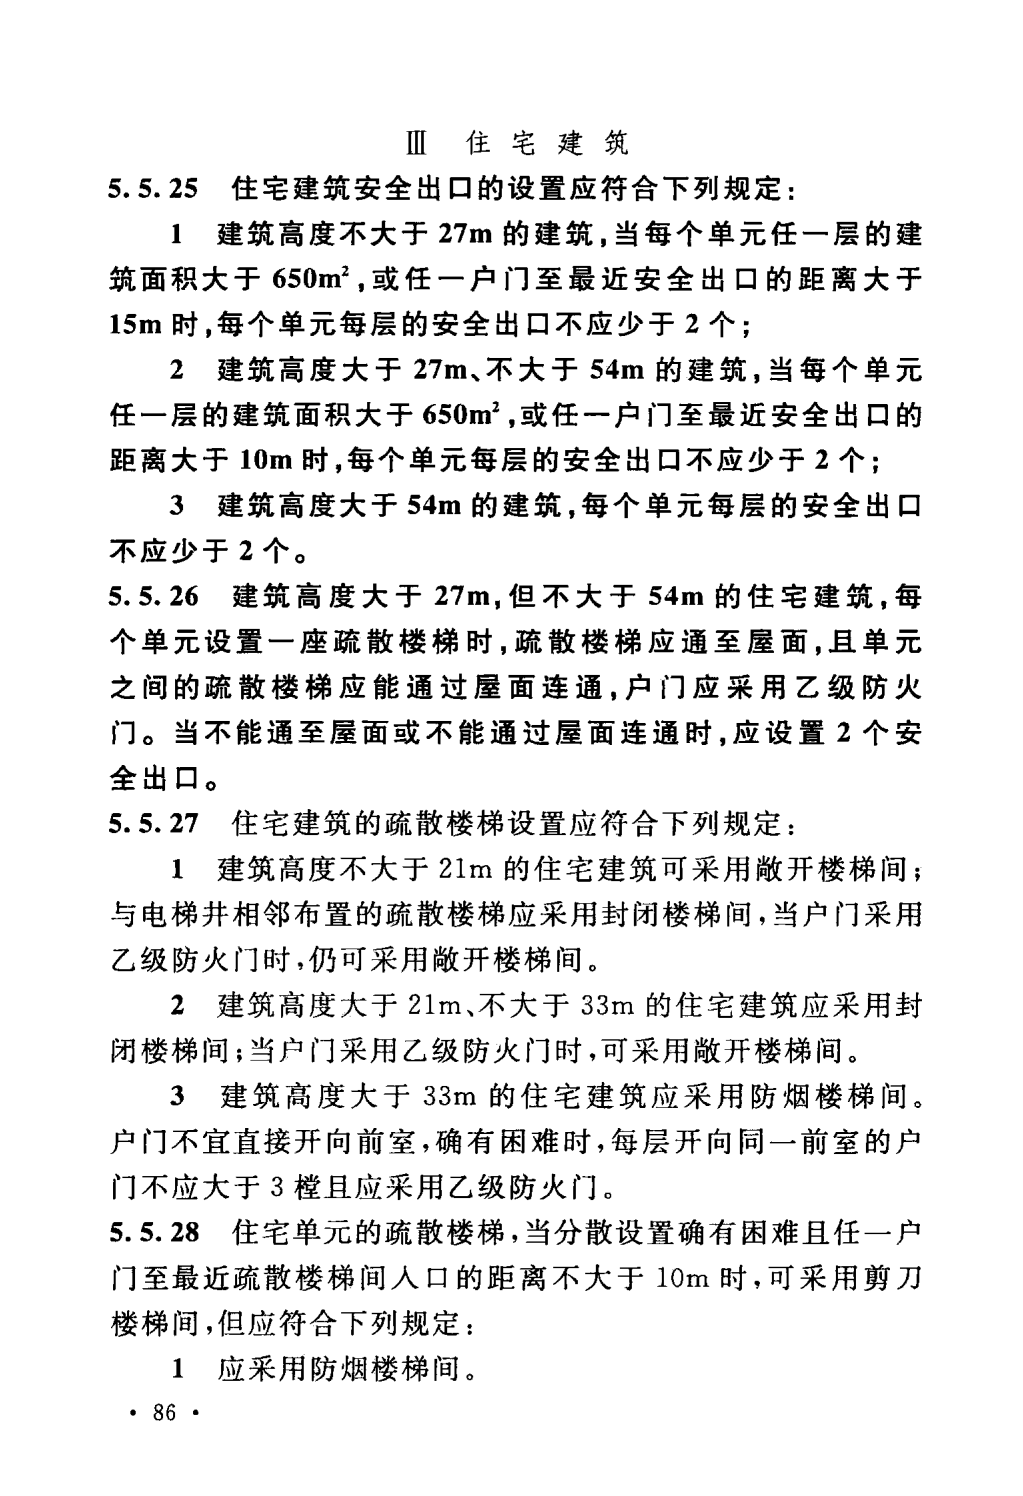 Ⅲ 住宅建筑
5.5.25 住宅建筑安全出口的设置应符合下列规定：
1 建筑高度不大于 27m 的建筑，当每个单元任一层的建
筑面积大于 650m²，或任一户门至最近安全出口的距离大于
15m 时，每个单元每层的安全出口不应少于 2 个；
2 建筑高度大于 27m、不大于 54m 的建筑，当每个单元
任一层的建筑面积大于 650m²，或任一户门至最近安全出口的
距离大于 10m 时，每个单元每层的安全出口不应少于 2 个；
3 建筑高度大于 54m 的建筑，每个单元每层的安全出口
不应少于 2 个。
5.5.26 建筑高度大于 27m，但不大于 54m 的住宅建筑，每
个单元设置一座疏散楼梯时，疏散楼梯应通至屋面，且单元
之间的疏散楼梯应能通过屋面连通，户门应采用乙级防火
门。当不能通至屋面或不能通过屋面连通时，应设置 2 个安
全出口。
5.5.27 住宅建筑的疏散楼梯设置应符合下列规定：
1 建筑高度不大于 21m 的住宅建筑可采用敞开楼梯间；
与电梯井相邻布置的疏散楼梯应采用封闭楼梯间，当户门采用
乙级防火门时，仍可采用敞开楼梯间。
2 建筑高度大于 21m、不大于 33m 的住宅建筑应采用封
闭楼梯间；当户门采用乙级防火门时，可采用敞开楼梯间。
3 建筑高度大于 33m 的住宅建筑应采用防烟楼梯间。
户门不宜直接开向前室，确有困难时，每层开向同一前室的户
门不应大于 3 樘且应采用乙级防火门。
5.5.28 住宅单元的疏散楼梯，当分散设置确有困难且任一户
门至最近疏散楼梯间入口的距离不大于 10m 时，可采用剪刀
楼梯间，但应符合下列规定：
1 应采用防烟楼梯间。
· 86 ·